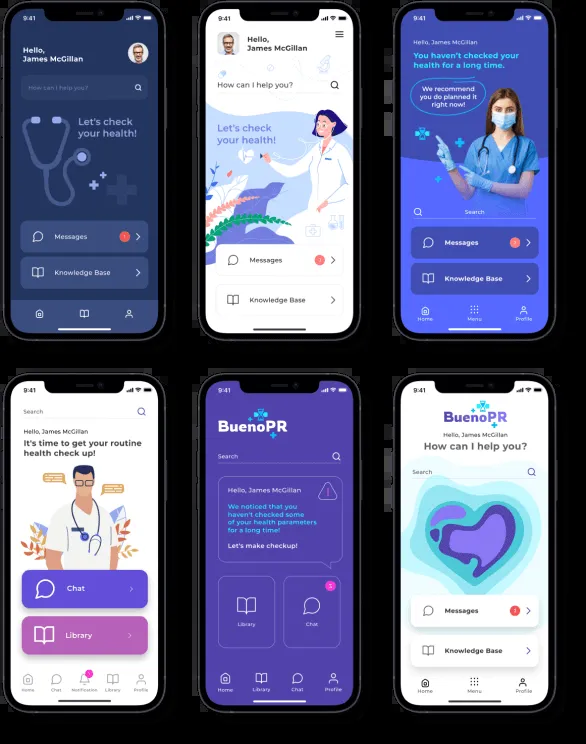 9:41
Hello,
James McGillan
How can I help you?
Let's check
your health!
Messages
1
Knowledge Base
9:41
Hello,
James McGillan
How can I help you?
Let's check
your health!
Messages
1
Knowledge Base
9:41
Hello, James McGillan
You haven't checked your
health for a long time.
We recommend
you do planned it
right now!
Search
Messages
1
Knowledge Base
Home
Menu
Profile
9:41
Search
Hello, James McGillan
It's time to get your routine
health check up!
Chat
Library
Home
Chat
Notification
Library
Profile
9:41
BuenoPR
Search
Hello, James McGillan
We noticed that you
haven't checked some
of your health parameters
for a long time!
Let's make checkup!
Library
Chat
Home
Library
Chat
Profile
9:41
BuenoPR
Hello, James McGillan
How can I help you?
Search
Messages
1
Knowledge Base
Home
Menu
Profile